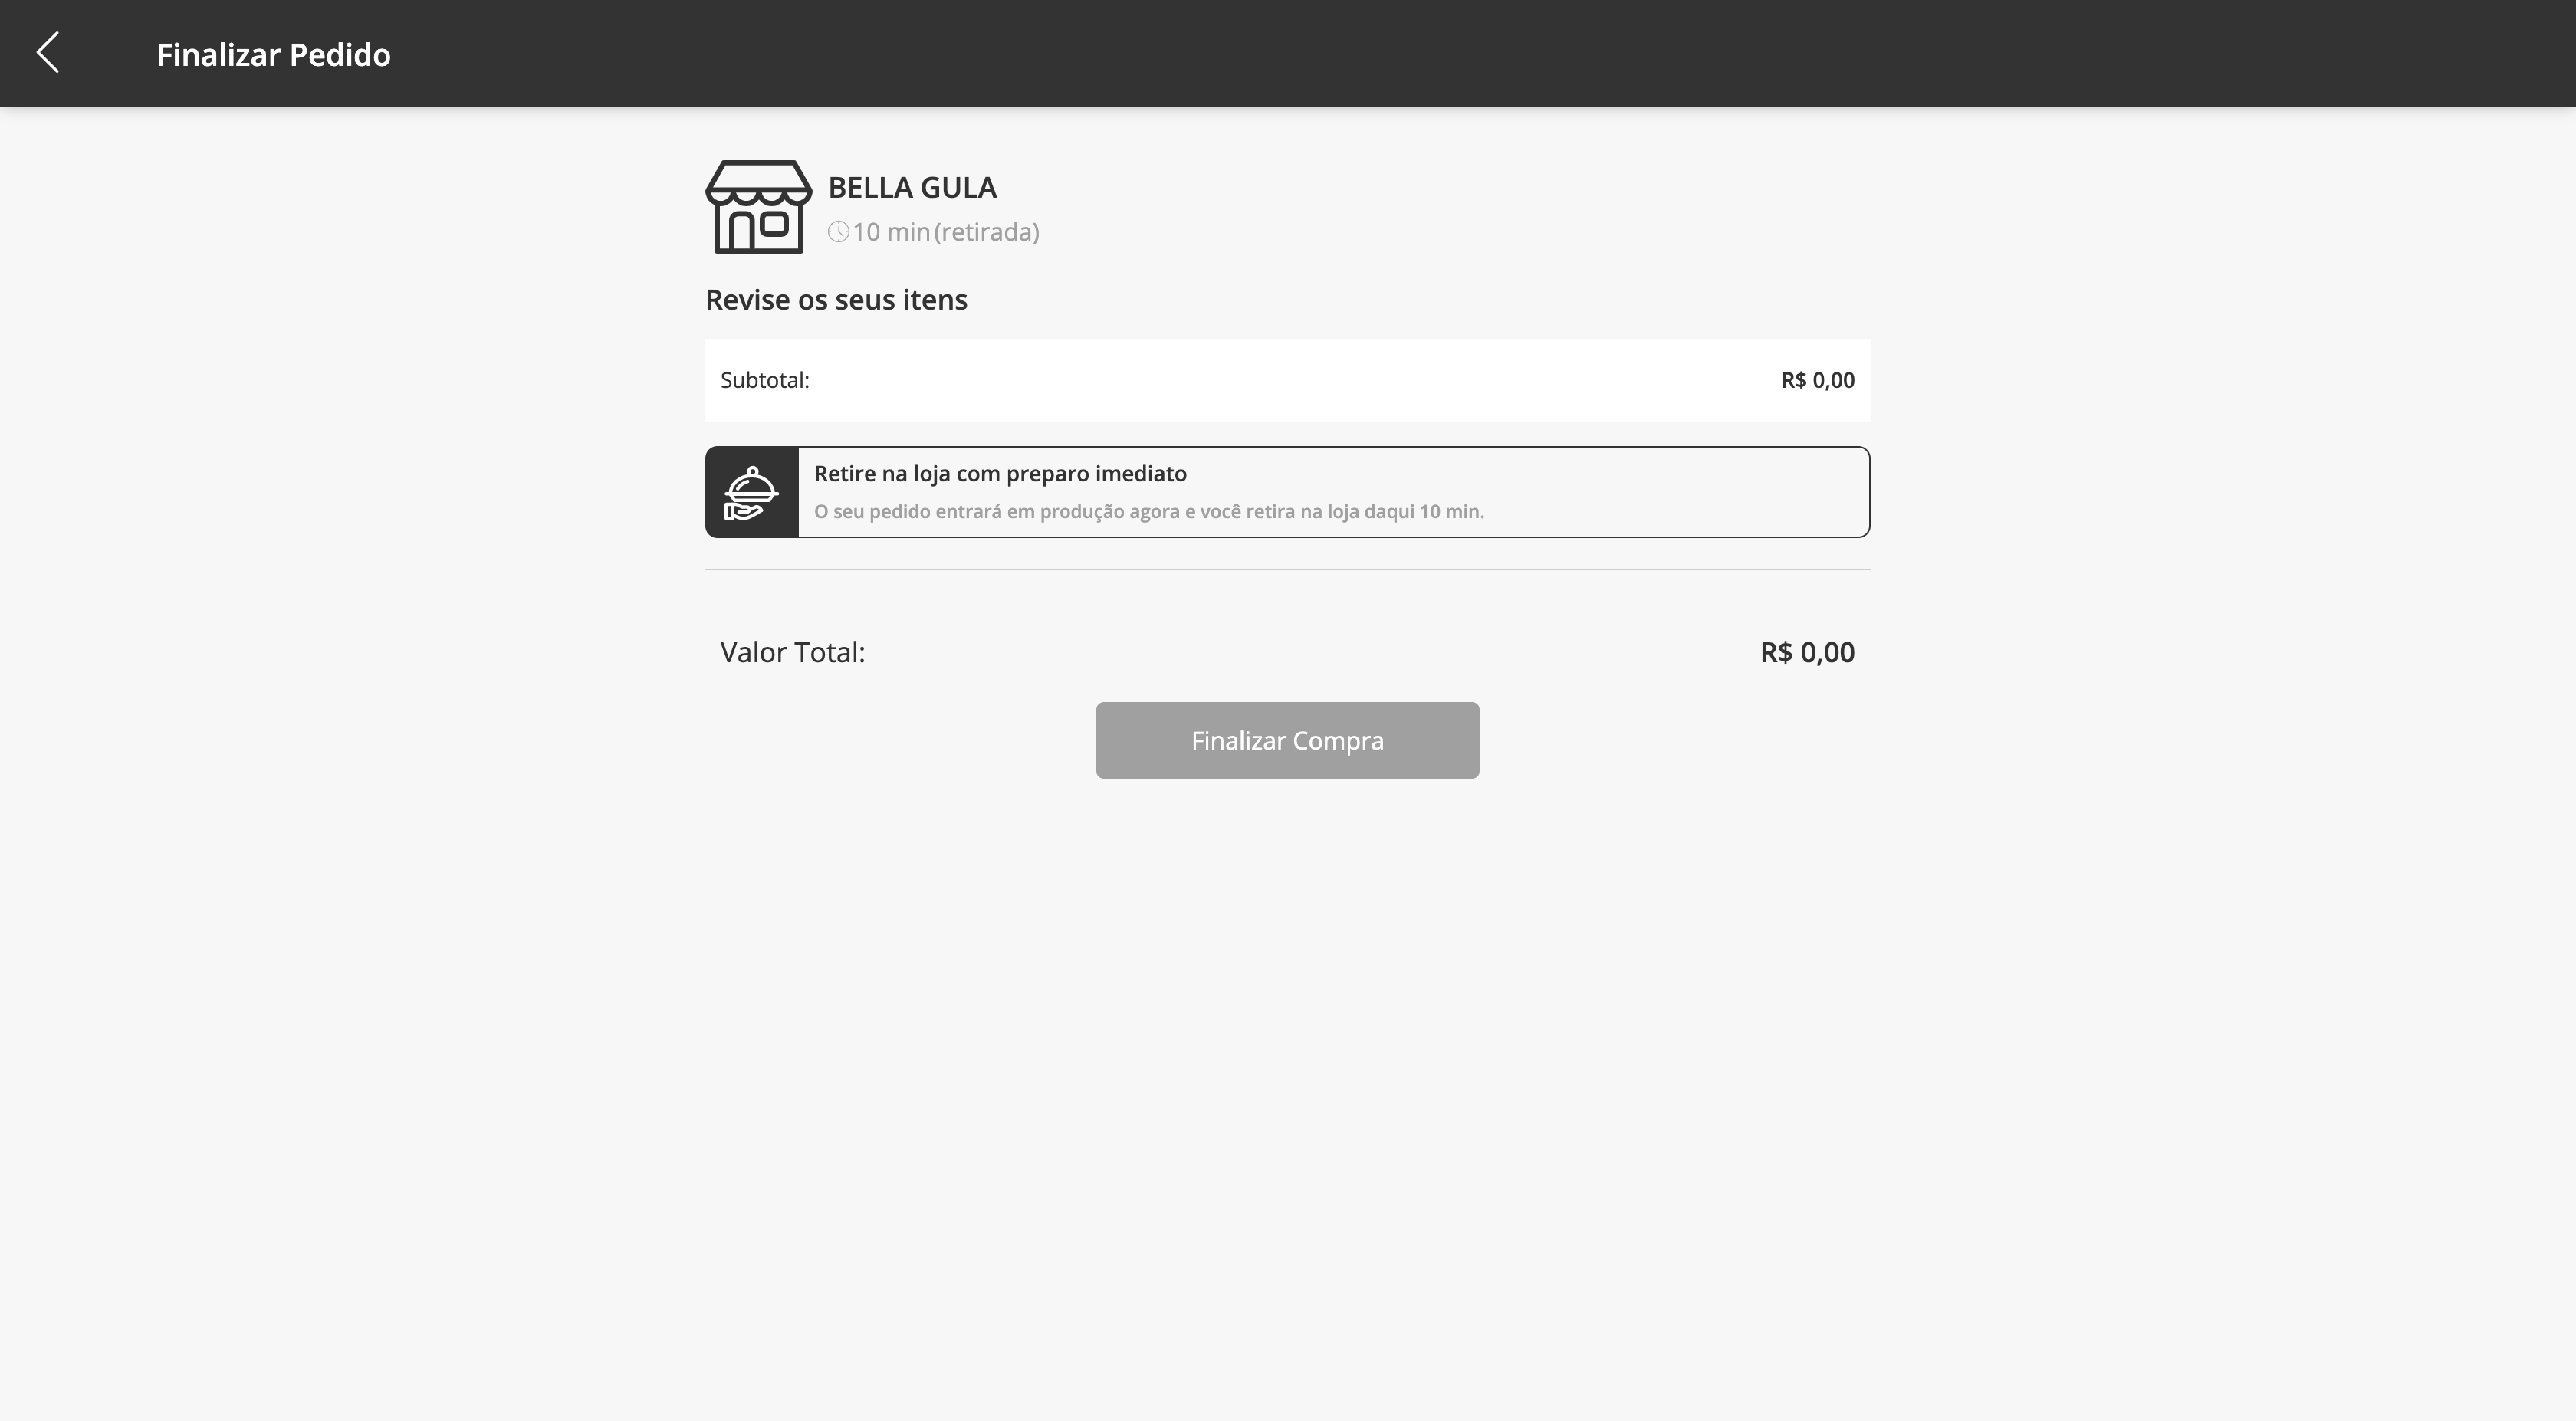 Finalizar Pedido
BELLA GULA
10 min (retirada)
Revise os seus itens
Subtotal: R$ 0,00
Retire na loja com preparo imediato
O seu pedido entrará em produção agora e você retira na loja daqui 10 min.
Valor Total: R$ 0,00
Finalizar Compra